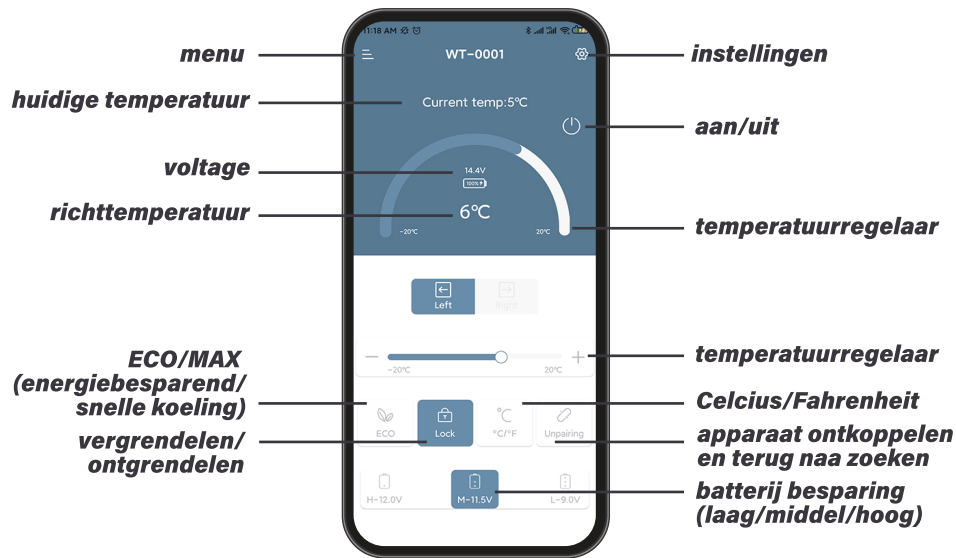 11:18 AM
menu
WT-0001
instellingen
huidige temperatuur
Current temp:5℃
aan/uit
voltage
14.4V
100%
richttemperatuur
6℃
-20℃
20℃
temperatuurregelaar
Left
Right
ECO/MAX
(energiebesparend/
snelle koeling)
temperatuurregelaar
-20℃
20℃
Celcius/Fahrenheit
ECO
Lock
℃
°C/°F
Unpairing
vergrendelen/
ontgrendelen
apparaat ontkoppelen
en terug naa zoeken
H-12.0V
M-11.5V
L-9.0V
batterij besparing
(laag/middel/hoog)